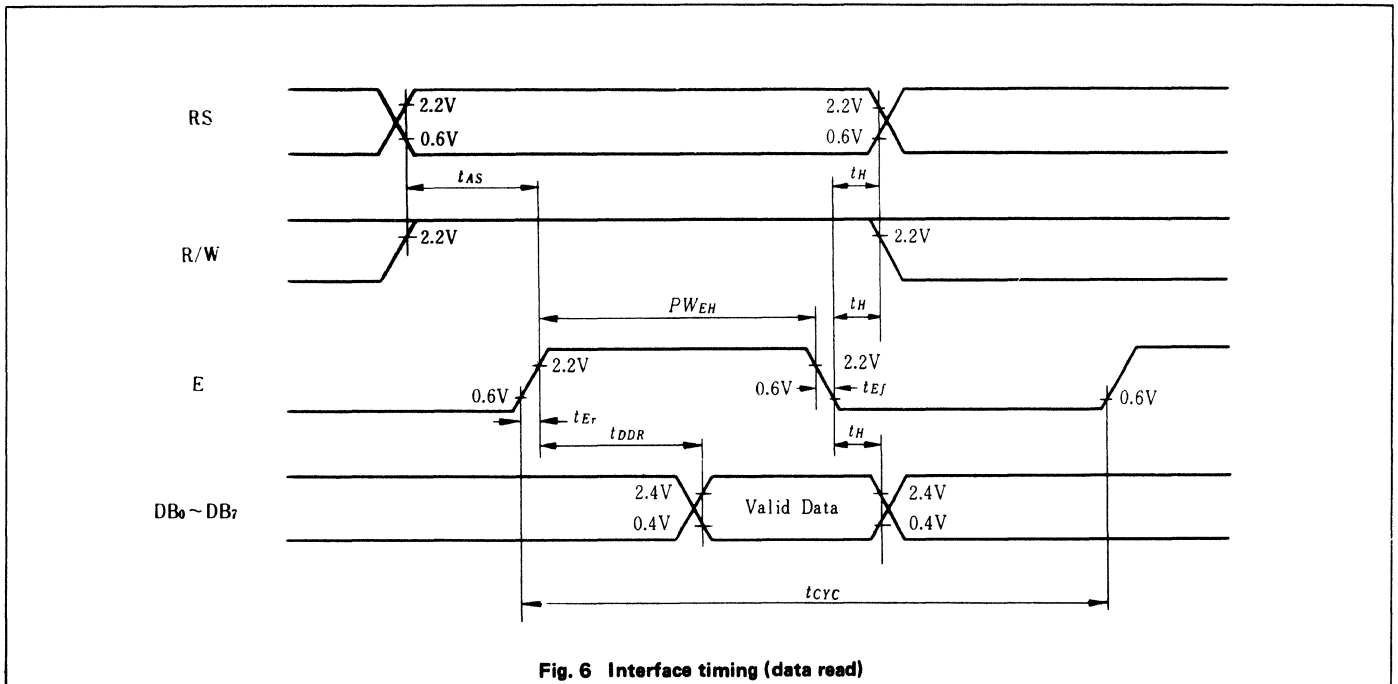 RS
2.2V
0.6V
2.2V
0.6V
tAS
tH
R/W
2.2V
2.2V
PWEH
tH
E
0.6V
2.2V
2.2V
0.6V
tEf
0.6V
tEr
tDDR
tH
DB0~DB7
2.4V
0.4V
Valid Data
2.4V
0.4V
tCYC
Fig. 6 Interface timing (data read)